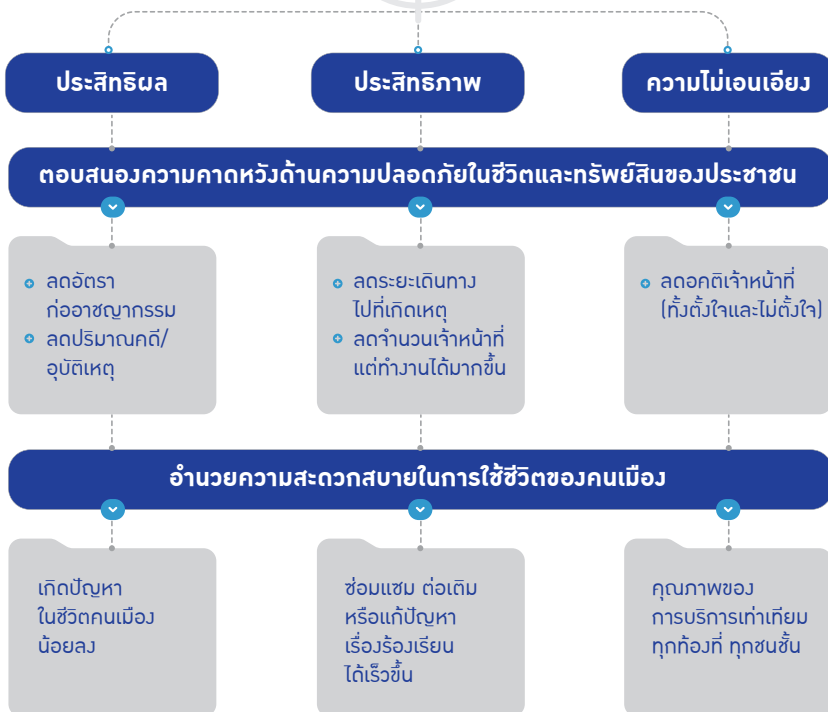 ประสิทธิผล
ประสิทธิภาพ
ความไม่เอนเอียง
ตอบสนองความคาดหวังด้านความปลอดภัยในชีวิตและทรัพย์สินของประชาชน
ลดอัตรา
ก่ออาชญากรรม
ลดปริมาณคดี/
อุบัติเหตุ
ลดระยะเดินทาง
ไปที่เกิดเหตุ
ลดจำนวนเจ้าหน้าที่
แต่ทำงานได้มากขึ้น
ลดอคติเจ้าหน้าที่
(ทั้งตั้งใจและไม่ตั้งใจ)
อำนวยความสะดวกสบายในการใช้ชีวิตของคนเมือง
เกิดปัญหา
ในชีวิตคนเมือง
น้อยลง
ซ่อมแซม ต่อเติม
หรือแก้ปัญหา
เรื่องร้องเรียน
ได้เร็วขึ้น
คุณภาพของ
การบริการเท่าเทียม
ทุกท้องที่ ทุกชนชั้น